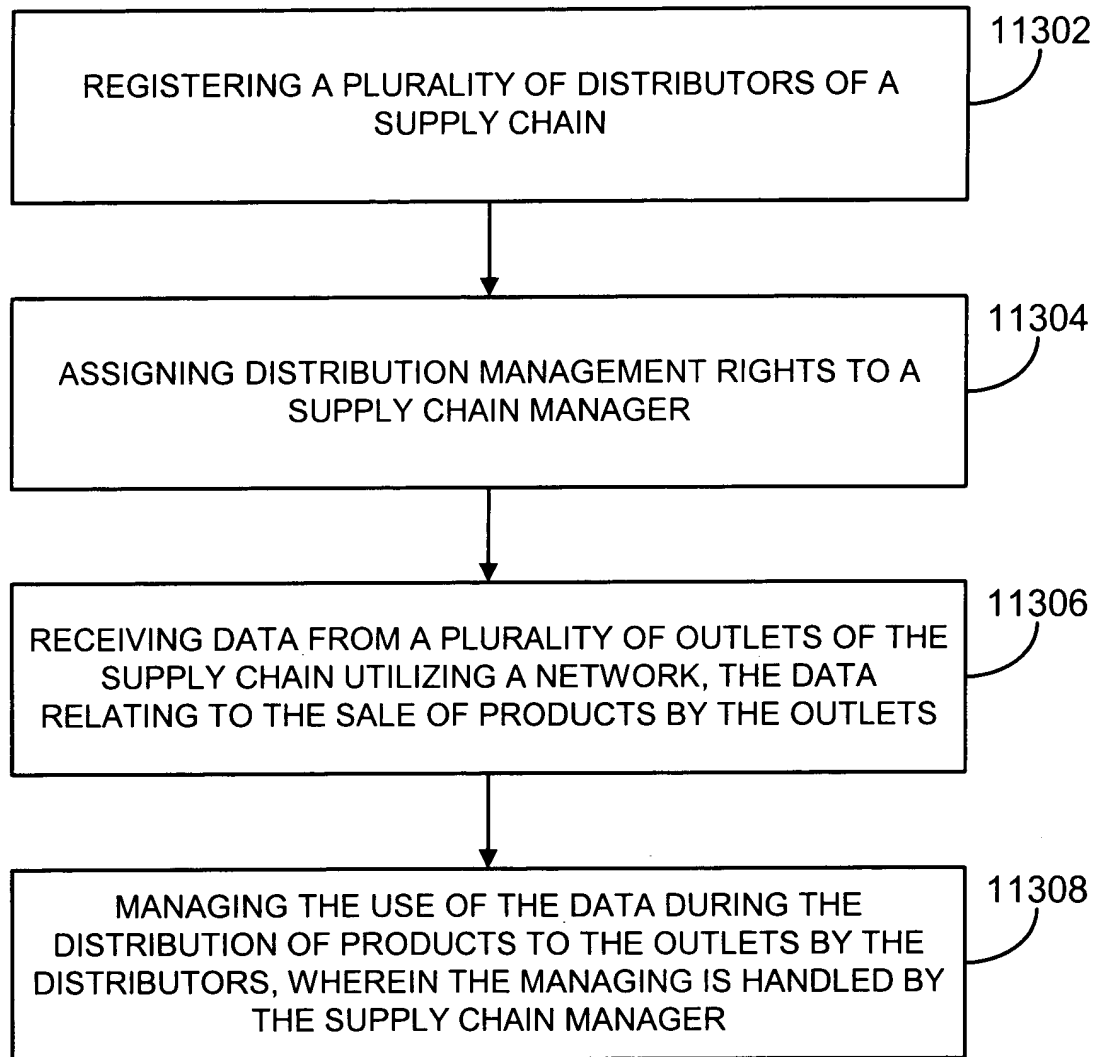 11302
REGISTERING A PLURALITY OF DISTRIBUTORS OF A
SUPPLY CHAIN
11304
ASSIGNING DISTRIBUTION MANAGEMENT RIGHTS TO A
SUPPLY CHAIN MANAGER
11306
RECEIVING DATA FROM A PLURALITY OF OUTLETS OF THE
SUPPLY CHAIN UTILIZING A NETWORK, THE DATA
RELATING TO THE SALE OF PRODUCTS BY THE OUTLETS
11308
MANAGING THE USE OF THE DATA DURING THE
DISTRIBUTION OF PRODUCTS TO THE OUTLETS BY THE
DISTRIBUTORS, WHEREIN THE MANAGING IS HANDLED BY
THE SUPPLY CHAIN MANAGER